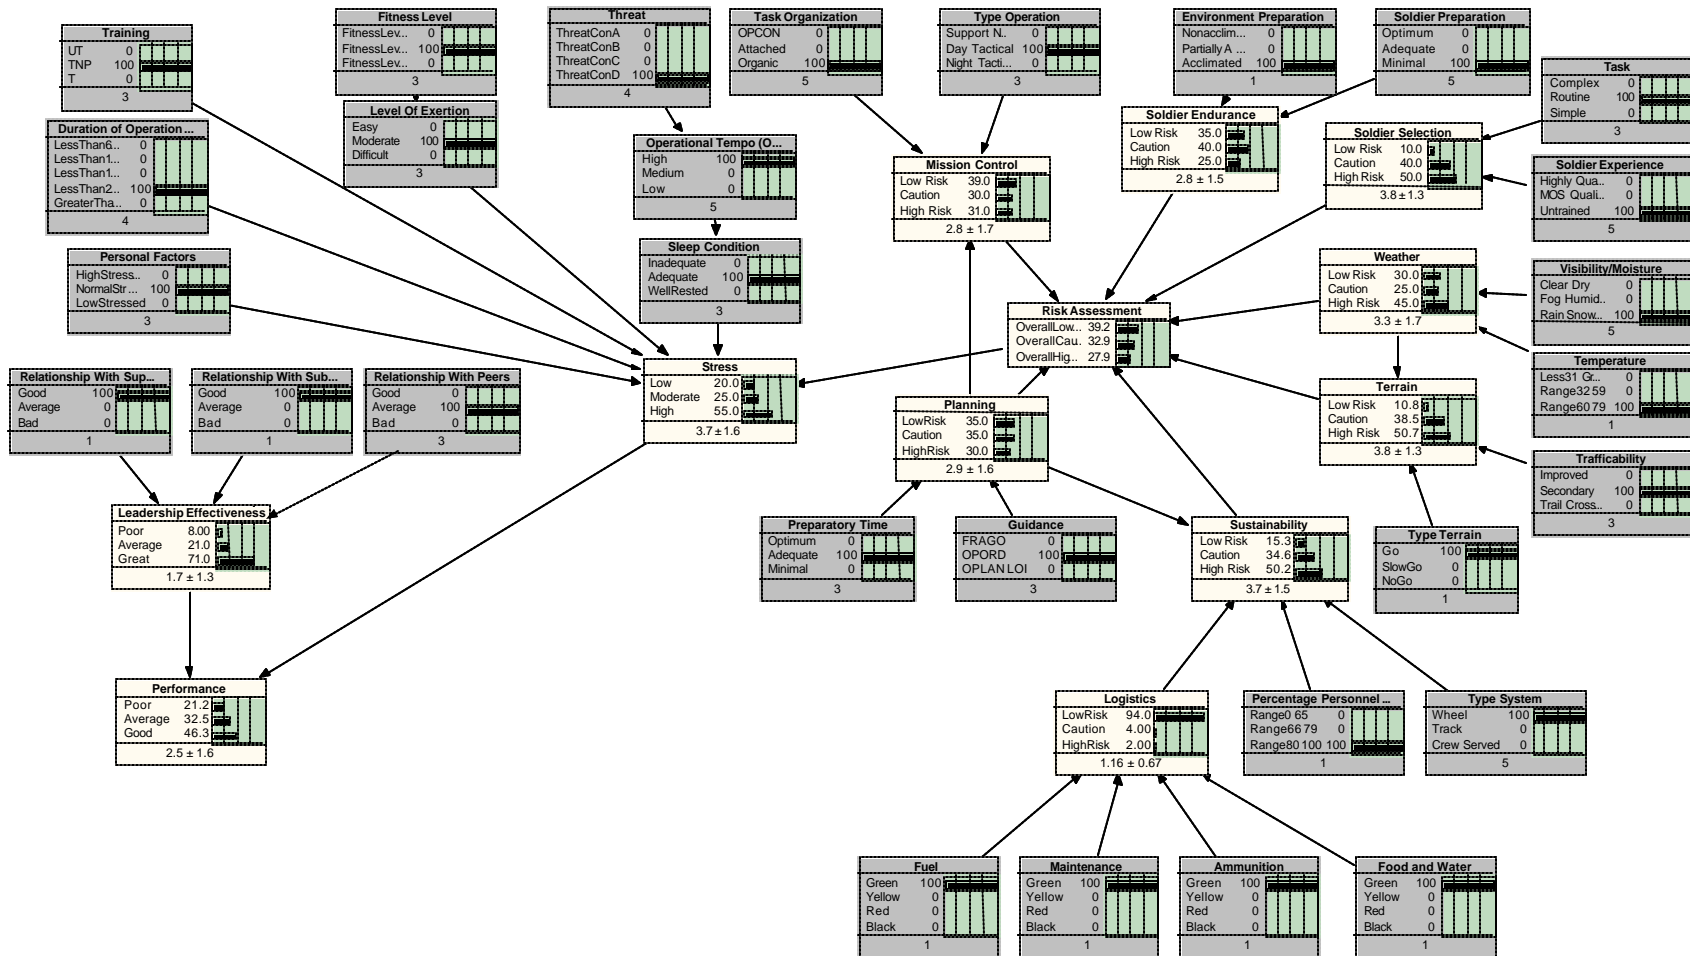 Training
UT 0
TNP 100
T 0
3
Fitness Level
FitnessLev... 0
FitnessLev... 100
FitnessLev... 0
3
Threat
ThreatConA 0
ThreatConB 0
ThreatConC 0
ThreatConD 100
4
Task Organization
OPCON 0
Attached 0
Organic 100
5
Type Operation
Support N.. 0
Day Tactical 100
Night Tacti... 0
3
Environment Preparation
Nonacclim... 0
Partially A ... 0
Acclimated 100
1
Soldier Preparation
Optimum 0
Adequate 0
Minimal 100
5
Task
Complex 0
Routine 100
Simple 0
3
Duration of Operation ...
LessThan6... 0
LessThan1... 0
LessThan1... 0
LessThan2... 100
GreaterTha... 0
4
Level Of Exertion
Easy 0
Moderate 100
Difficult 0
3
Operational Tempo (O...
High 100
Medium 0
Low 0
5
Mission Control
Low Risk 39.0
Caution 30.0
High Risk 31.0
2.8 ± 1.7
Soldier Endurance
Low Risk 35.0
Caution 40.0
High Risk 25.0
2.8 ± 1.5
Soldier Selection
Low Risk 10.0
Caution 40.0
High Risk 50.0
3.8 ± 1.3
Soldier Experience
Highly Qua.. 0
MOS Quali... 0
Untrained 100
5
Personal Factors
HighStress... 0
NormalStr... 100
LowStressed 0
3
Sleep Condition
Inadequate 0
Adequate 100
WellRested 0
3
Weather
Low Risk 30.0
Caution 25.0
High Risk 45.0
3.3 ± 1.7
Visibility/Moisture
Clear Dry 0
Fog Humid.. 0
Rain Snow... 100
5
Risk Assessment
OverallLow... 39.2
OverallCau.. 32.9
OverallHig... 27.9
Temperature
Less31 Gr... 0
Range32 59 0
Range60 79 100
1
Relationship With Sup...
Good 100
Average 0
Bad 0
1
Relationship With Sub...
Good 100
Average 0
Bad 0
1
Relationship With Peers
Good 0
Average 100
Bad 0
3
Stress
Low 20.0
Moderate 25.0
High 55.0
3.7 ± 1.6
Planning
LowRisk 35.0
Caution 35.0
HighRisk 30.0
2.9 ± 1.6
Terrain
Low Risk 10.8
Caution 38.5
High Risk 50.7
3.8 ± 1.3
Trafficability
Improved 0
Secondary 100
Trail Cross... 0
3
Leadership Effectiveness
Poor 8.00
Average 21.0
Great 71.0
1.7 ± 1.3
Preparatory Time
Optimum 0
Adequate 100
Minimal 0
3
Guidance
FRAGO 0
OPORD 100
OPLAN LOI 0
3
Sustainability
Low Risk 15.3
Caution 34.6
High Risk 50.2
3.7 ± 1.5
Type Terrain
Go 100
SlowGo 0
NoGo 0
1
Performance
Poor 21.2
Average 32.5
Good 46.3
2.5 ± 1.6
Logistics
LowRisk 94.0
Caution 4.00
HighRisk 2.00
1.16 ± 0.67
Percentage Personnel ...
Range0 65 0
Range66 79 0
Range80 100 100
1
Type System
Wheel 100
Track 0
Crew Served 0
5
Fuel
Green 100
Yellow 0
Red 0
Black 0
1
Maintenance
Green 100
Yellow 0
Red 0
Black 0
1
Ammunition
Green 100
Yellow 0
Red 0
Black 0
1
Food and Water
Green 100
Yellow 0
Red 0
Black 0
1